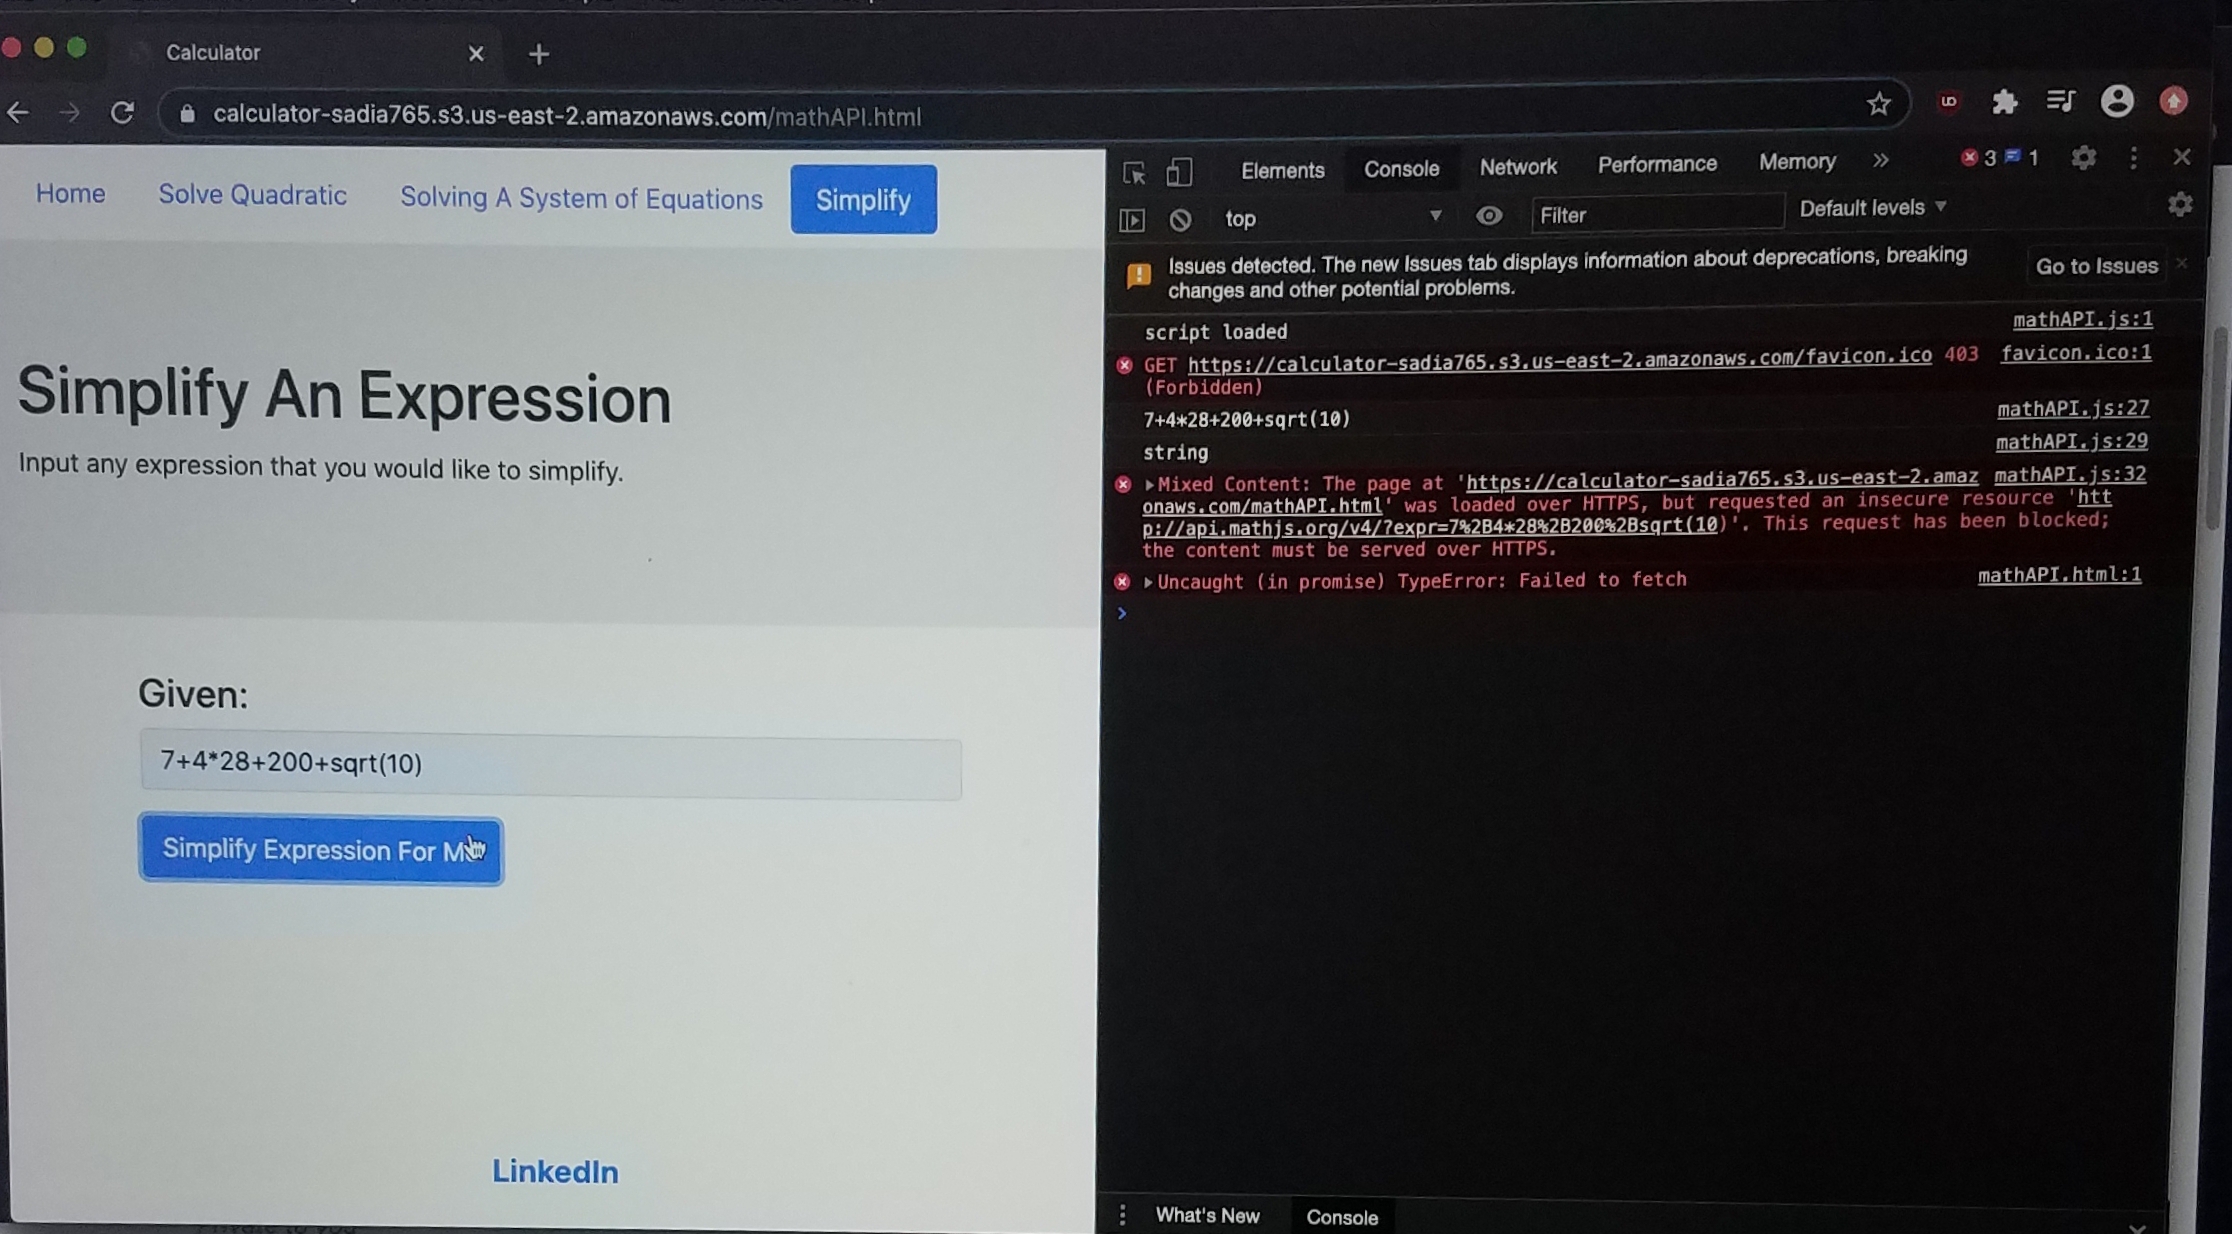 Calculator
calculator-sadia765.s3.us-east-2.amazonaws.com/mathAPI.html
Home Solve Quadratic Solving A System of Equations Simplify
Simplify An Expression
Input any expression that you would like to simplify.
Given:
7+4*28+200+sqrt(10)
Simplify Expression For M
LinkedIn
Elements Console Network Performance Memory » 3 1
top Filter Default levels
Issues detected. The new Issues tab displays information about deprecations, breaking
changes and other potential problems.
Go to Issues
script loaded mathAPI.js:1
GET https://calculator-sadia765.s3.us-east-2.amazonaws.com/favicon.ico 403 favicon.ico:1
(Forbidden)
7+4*28+200+sqrt(10) mathAPI.js:27
string mathAPI.js:29
Mixed Content: The page at 'https://calculator-sadia765.s3.us-east-2.amaz mathAPI.js:32
onaws.com/mathAPI.html' was loaded over HTTPS, but requested an insecure resource 'htt
p://api.mathjs.org/v4/?expr=7%2B4*28%2B200%2Bsqrt(10)'. This request has been blocked;
the content must be served over HTTPS.
Uncaught (in promise) TypeError: Failed to fetch mathAPI.html:1
What's New Console